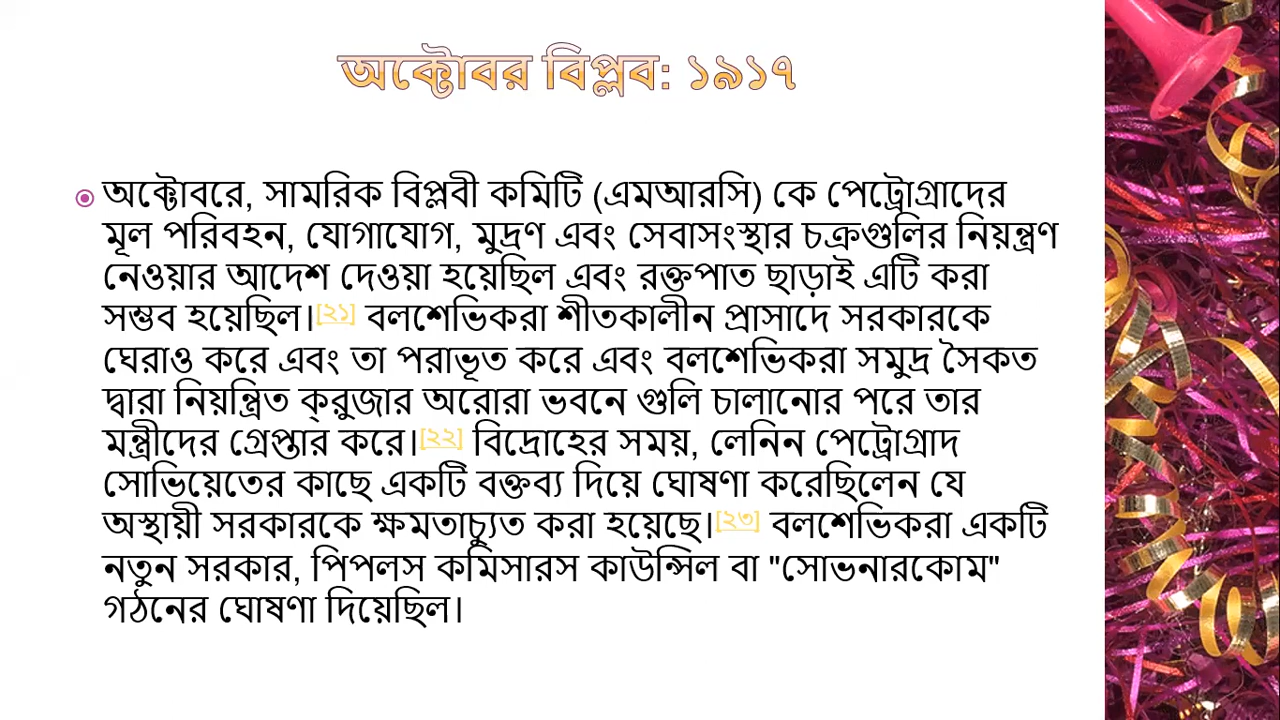 অক্টোবর বিপ্লব: ১৯১৭
অক্টোবরে, সামরিক বিপ্লবী কমিটি (এমআরসি) কে পেট্রোগ্রাদের
মূল পরিবহন, যোগাযোগ, মুদ্রণ এবং সেবাসংস্থার চক্রগুলির নিয়ন্ত্রণ
নেওয়ার আদেশ দেওয়া হয়েছিল এবং রক্তপাত ছাড়াই এটি করা
সম্ভব হয়েছিল।[২১] বলশেভিকরা শীতকালীন প্রাসাদে সরকারকে
ঘেরাও করে এবং তা পরাভূত করে এবং বলশেভিকরা সমুদ্র সৈকত
দ্বারা নিয়ন্ত্রিত ক্রুজার অরোরা ভবনে গুলি চালানোর পরে তার
মন্ত্রীদের গ্রেপ্তার করে।[২২] বিদ্রোহের সময়, লেনিন পেট্রোগ্রাদ
সোভিয়েতের কাছে একটি বক্তব্য দিয়ে ঘোষণা করেছিলেন যে
অস্থায়ী সরকারকে ক্ষমতাচ্যুত করা হয়েছে।[২৩] বলশেভিকরা একটি
নতুন সরকার, পিপলস কমিসারস কাউন্সিল বা "সোভনারকোম"
গঠনের ঘোষণা দিয়েছিল।